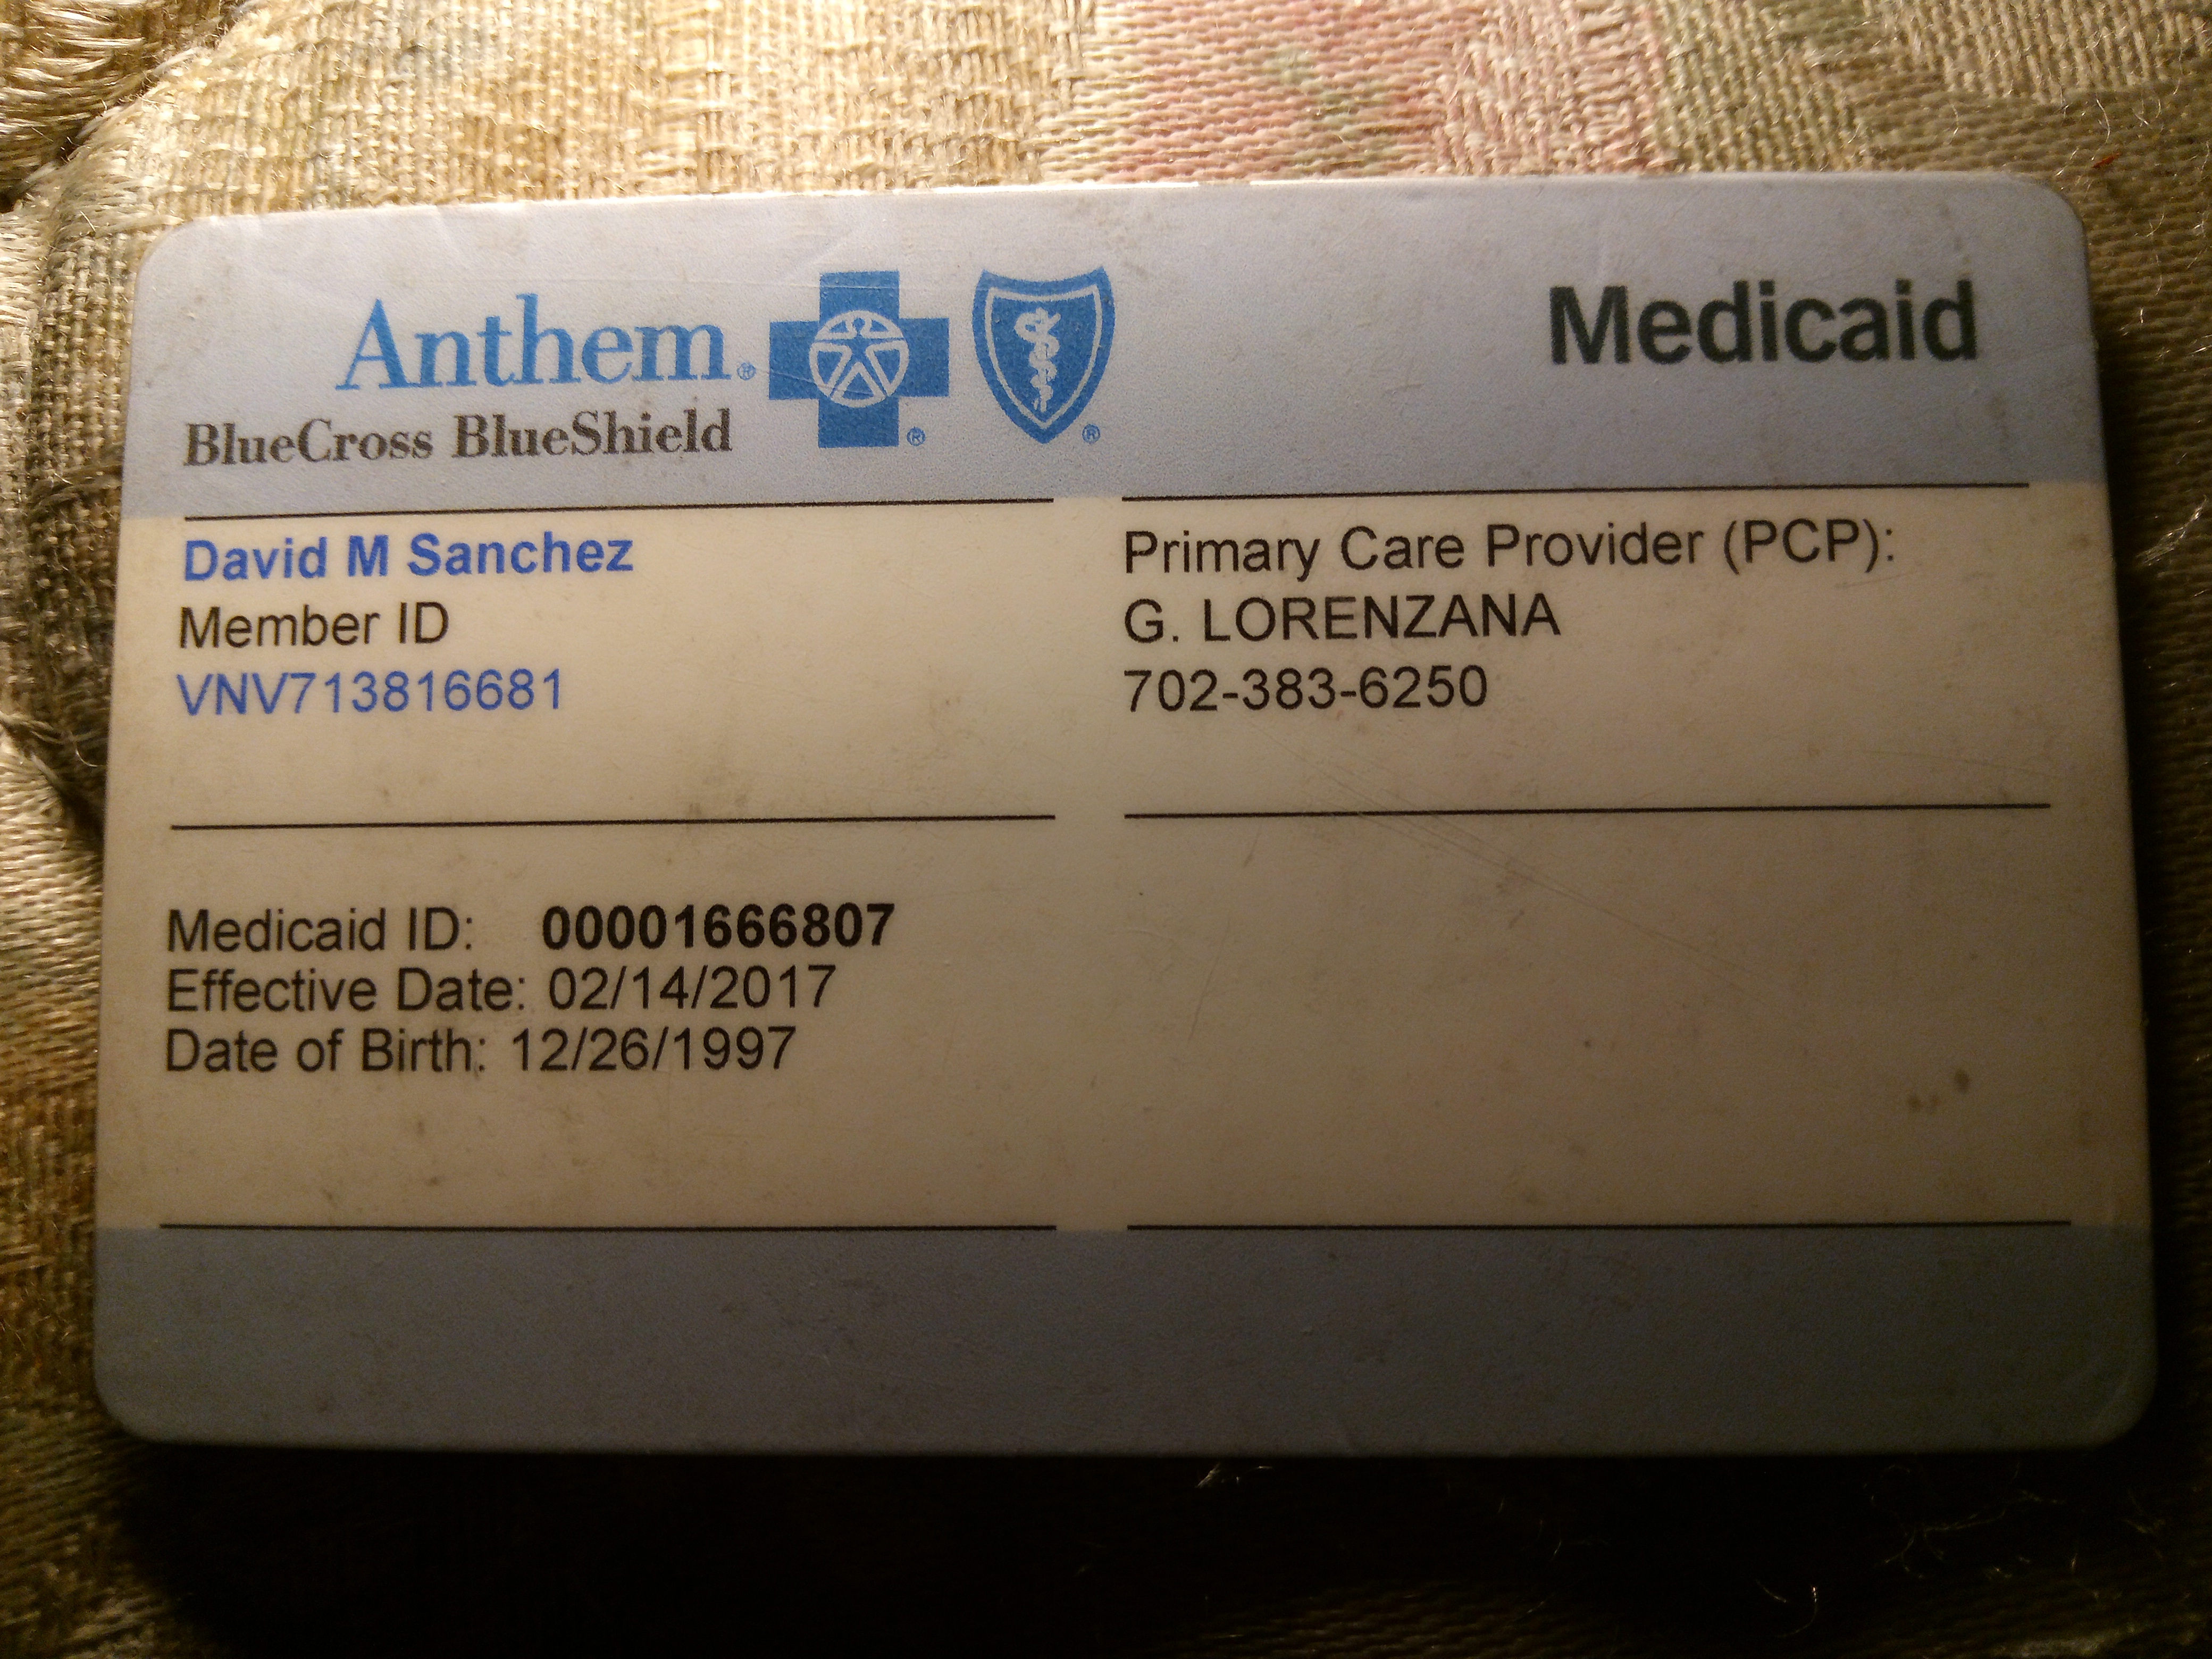 Anthem®
BlueCross BlueShield
® ®
Medicaid
David M Sanchez
Member ID
VNV713816681
Primary Care Provider (PCP):
G. LORENZANA
702-383-6250
Medicaid ID: 00001666807
Effective Date: 02/14/2017
Date of Birth: 12/26/1997